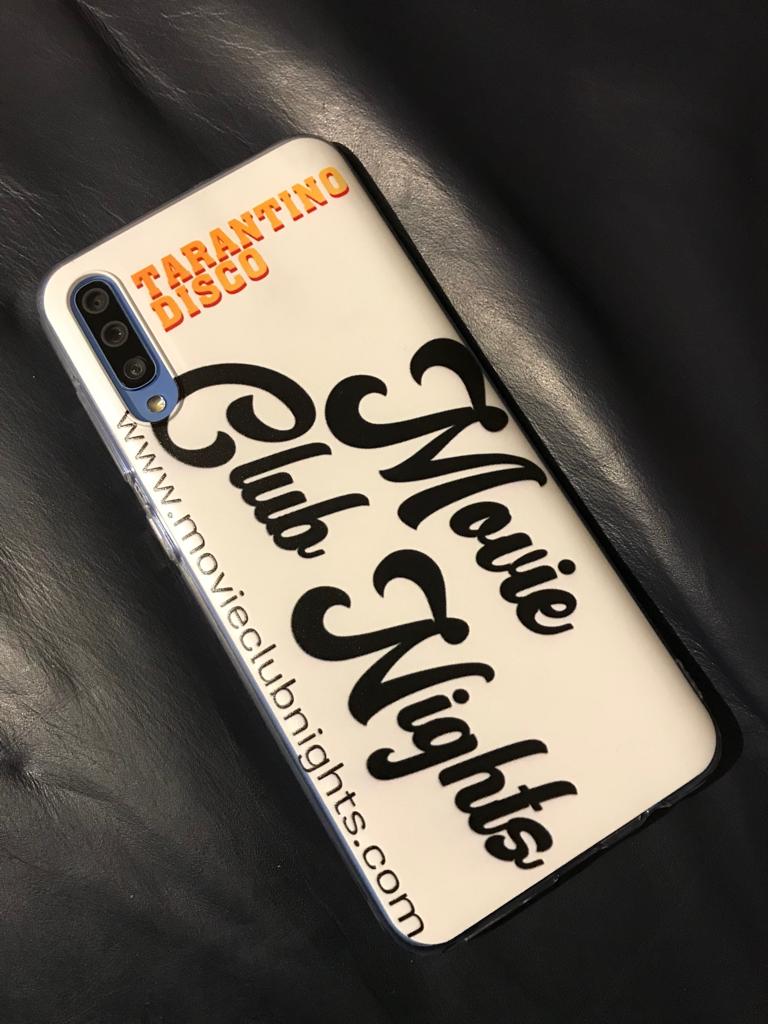 TARANTINO
DISCO
Movie
Club Nights
www.movieclubnights.com